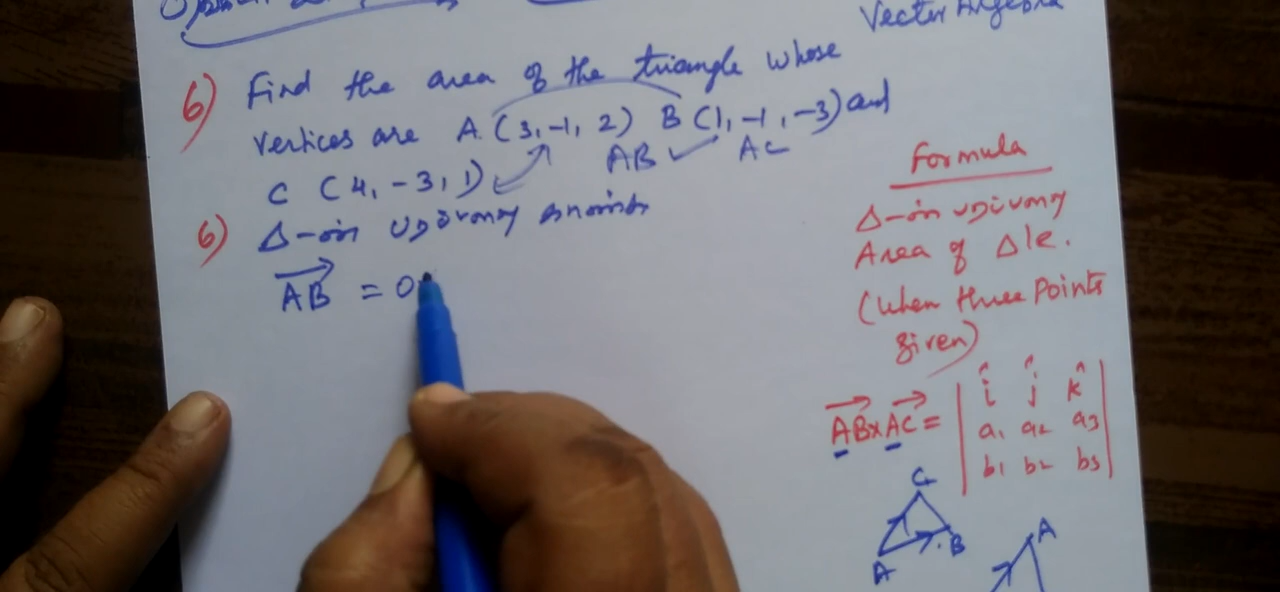 Vector Algebra
6) Find the area of the triangle whose
vertices are A (3, -1, 2) B (1, -1, -3) and
C (4, -3, 1) AB AC
6) Δ-ன்
AB = O
Formula
Δ-ன்
Area of Δle.
(When three points
given)
AB x AC = | î ĵ k̂ |
a₁ a₂ a₃
b₁ b₂ b₃
C
A B
A